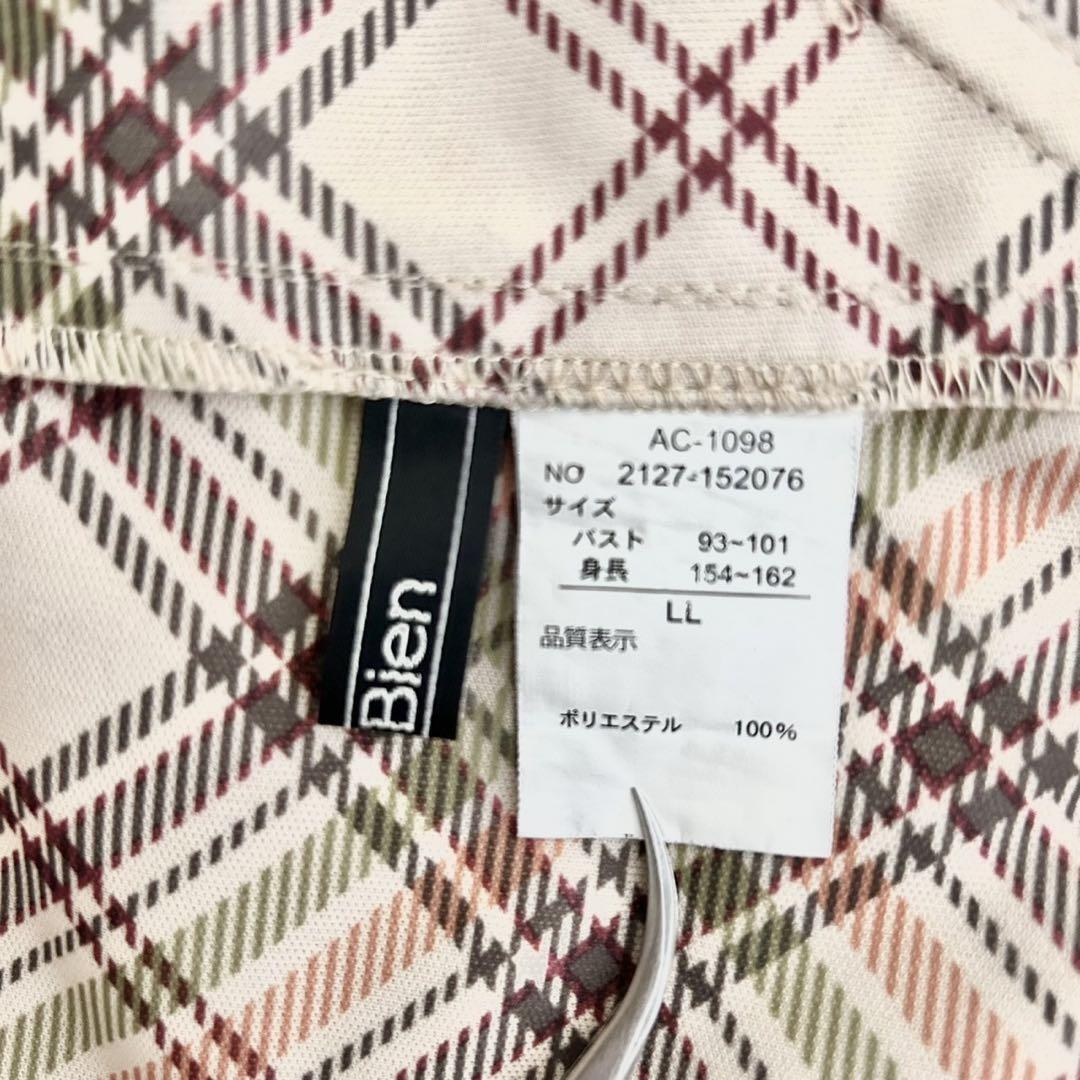 Bien
AC-1098
NO 2127-152076
サイズ
バスト 93~101
身長 154~162
LL
品質表示
ポリエステル 100%